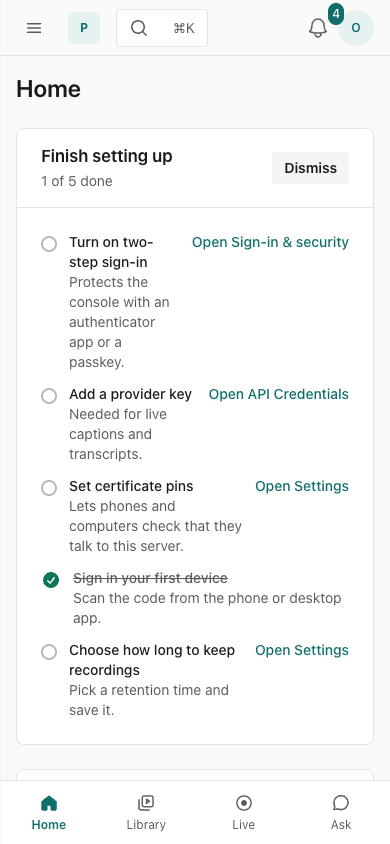 P
⌘K
4
O
Home
Finish setting up
1 of 5 done
Dismiss
Turn on two-
step sign-in
Open Sign-in & security
Protects the
console with an
authenticator
app or a
passkey.
Add a provider key
Open API Credentials
Needed for live
captions and
transcripts.
Set certificate pins
Open Settings
Lets phones and
computers check that they
talk to this server.
Sign in your first device
Scan the code from the phone or desktop
app.
Choose how long to keep
recordings
Open Settings
Pick a retention time and
save it.
Home
Library
Live
Ask